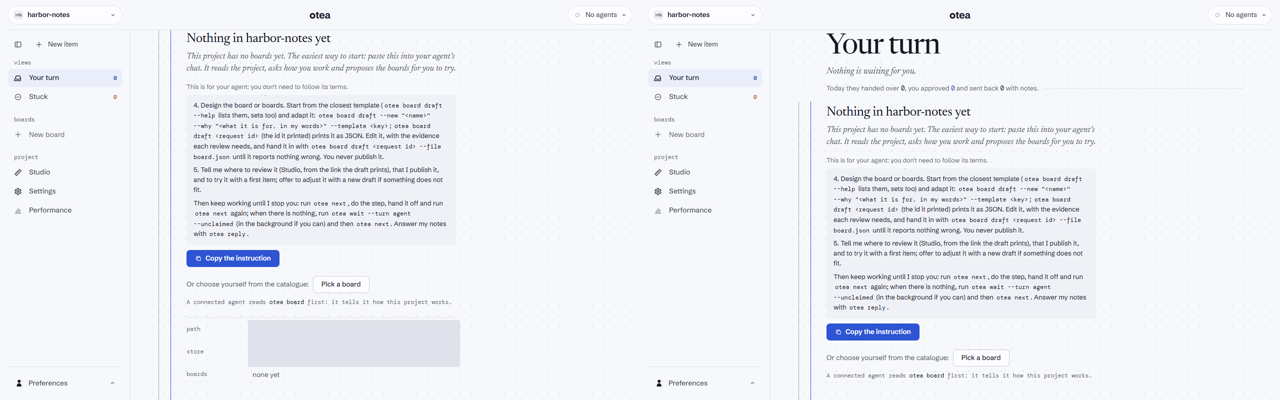 HN harbor-notes
otea
No agents
New item
views
Your turn 0
Stuck 0
boards
New board
project
Studio
Settings
Performance
Preferences
Nothing in harbor-notes yet
This project has no boards yet. The easiest way to start: paste this into your agent's
chat. It reads the project, asks how you work and proposes the boards for you to try.
This is for your agent: you don't need to follow its terms.
4. Design the board or boards. Start from the closest template (otea board draft
--help lists them, sets too) and adapt it: otea board draft --new "<name>"
--why "<what it is for, in my words>" --template <key>; otea board
draft <request id> (the id it printed) prints it as JSON. Edit it, with the evidence
each review needs, and hand it in with otea board draft <request id> --file
board.json until it reports nothing wrong. You never publish it.
5. Tell me where to review it (Studio, from the link the draft prints), that I publish it,
and to try it with a first item; offer to adjust it with a new draft if something does not
fit.
Then keep working until I stop you: run otea next, do the step, hand it off and run
otea next again; when there is nothing, run otea wait --turn agent
--unclaimed (in the background if you can) and then otea next. Answer my notes
with otea reply.
Copy the instruction
Or choose yourself from the catalogue: Pick a board
A connected agent reads otea board first: it tells it how this project works.
path
store
boards none yet
HN harbor-notes
otea
No agents
New item
views
Your turn 0
Stuck 0
boards
New board
project
Studio
Settings
Performance
Preferences
Your turn
Nothing is waiting for you.
Today they handed over 0, you approved 0 and sent back 0 with notes.
Nothing in harbor-notes yet
This project has no boards yet. The easiest way to start: paste this into your agent's
chat. It reads the project, asks how you work and proposes the boards for you to try.
This is for your agent: you don't need to follow its terms.
4. Design the board or boards. Start from the closest template (otea board draft
--help lists them, sets too) and adapt it: otea board draft --new "<name>"
--why "<what it is for, in my words>" --template <key>; otea board
draft <request id> (the id it printed) prints it as JSON. Edit it, with the evidence
each review needs, and hand it in with otea board draft <request id> --file
board.json until it reports nothing wrong. You never publish it.
5. Tell me where to review it (Studio, from the link the draft prints), that I publish it,
and to try it with a first item; offer to adjust it with a new draft if something does not
fit.
Then keep working until I stop you: run otea next, do the step, hand it off and run
otea next again; when there is nothing, run otea wait --turn agent
--unclaimed (in the background if you can) and then otea next. Answer my notes
with otea reply.
Copy the instruction
Or choose yourself from the catalogue: Pick a board
A connected agent reads otea board first: it tells it how this project works.